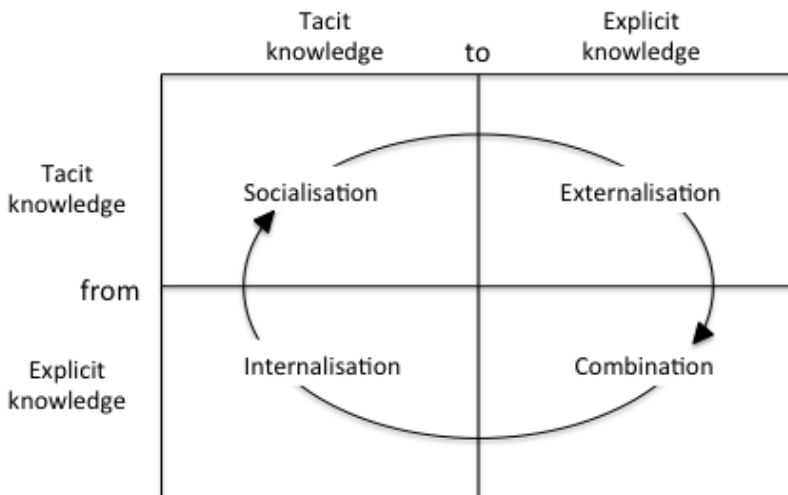 Tacit
knowledge
to
Explicit
knowledge
Tacit
knowledge
Socialisation
Externalisation
from
Explicit
knowledge
Internalisation
Combination